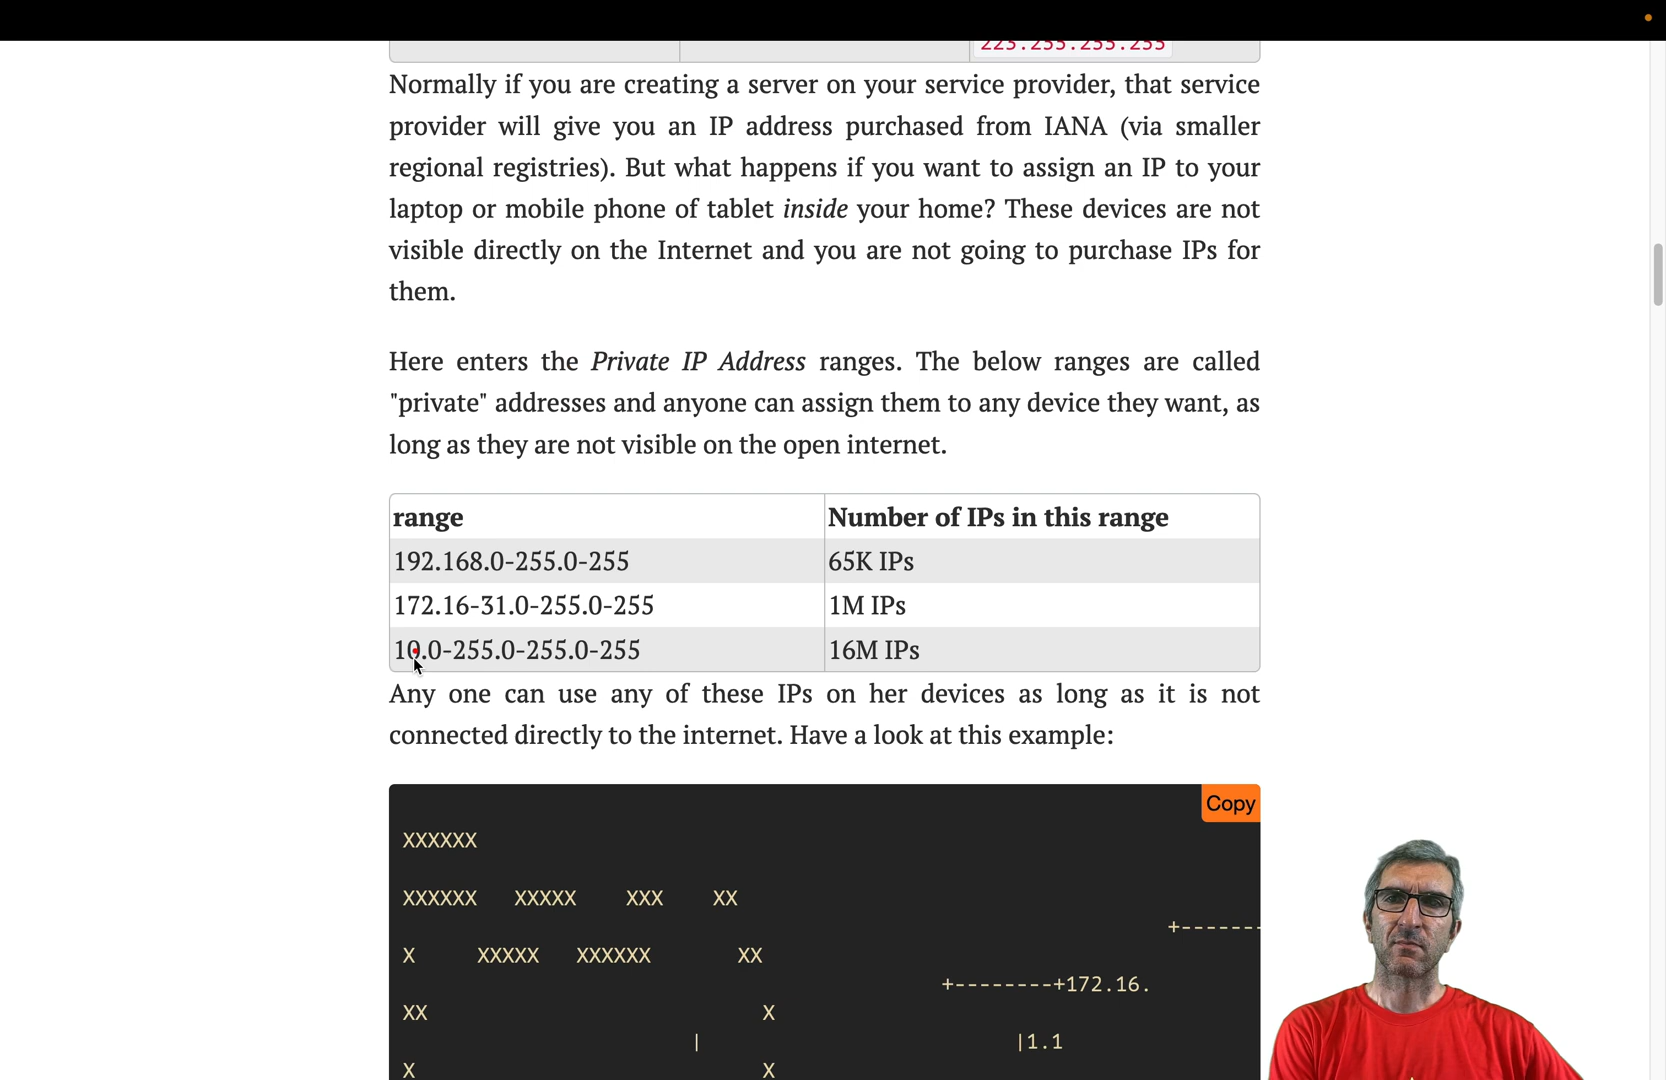 223.255.255.255
Normally if you are creating a server on your service provider, that service
provider will give you an IP address purchased from IANA (via smaller
regional registries). But what happens if you want to assign an IP to your
laptop or mobile phone of tablet inside your home? These devices are not
visible directly on the Internet and you are not going to purchase IPs for
them.
Here enters the Private IP Address ranges. The below ranges are called
"private" addresses and anyone can assign them to any device they want, as
long as they are not visible on the open internet.
range Number of IPs in this range
192.168.0-255.0-255 65K IPs
172.16-31.0-255.0-255 1M IPs
10.0-255.0-255.0-255 16M IPs
Any one can use any of these IPs on her devices as long as it is not
connected directly to the internet. Have a look at this example:
Copy
XXXXXX
XXXXXX XXXXX XXX XX
+-------
X XXXXX XXXXXX XX
+--------+172.16.
XX X
| |1.1
X X